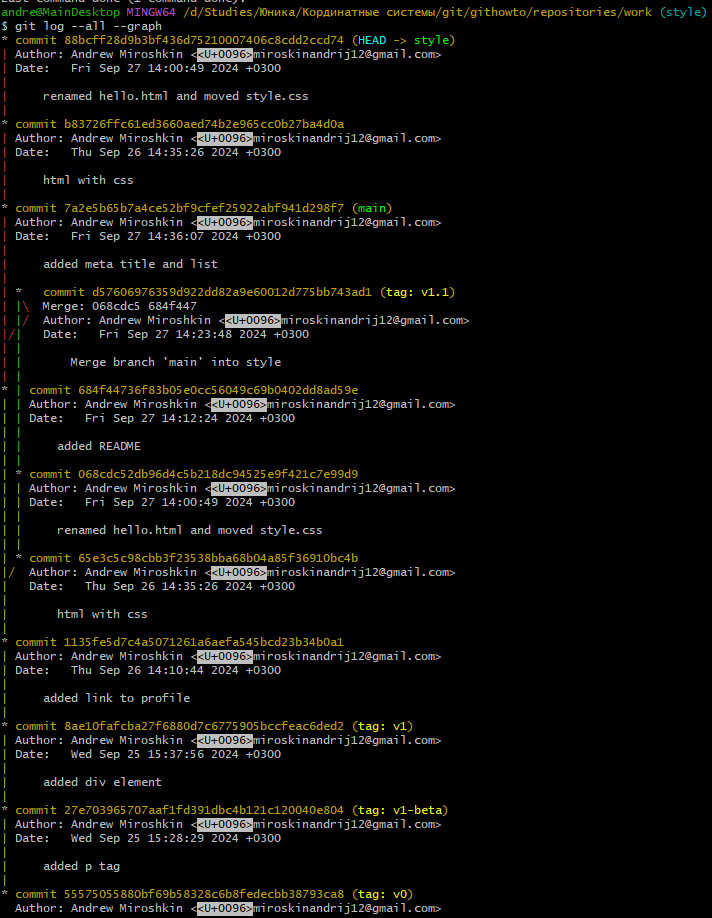 Last command done (1 command done):
andre@MainDesktop MINGW64 /d/Studies/Юника/Кординатные системы/git/githowto/repositories/work (style)
$ git log --all --graph
* commit 88bcff28d9b3bf436d75210007406c8cdd2ccd74 (HEAD -> style)
| Author: Andrew Miroshkin <<U+0096>miroskinandrij12@gmail.com>
| Date:   Fri Sep 27 14:00:49 2024 +0300
|
|     renamed hello.html and moved style.css
|
* commit b83726ffc61ed3660aed74b2e965cc0b27ba4d0a
| Author: Andrew Miroshkin <<U+0096>miroskinandrij12@gmail.com>
| Date:   Thu Sep 26 14:35:26 2024 +0300
|
|     html with css
|
* commit 7a2e5b65b7a4ce52bf9cfef25922abf941d298f7 (main)
| Author: Andrew Miroshkin <<U+0096>miroskinandrij12@gmail.com>
| Date:   Fri Sep 27 14:36:07 2024 +0300
|
|     added meta title and list
|
| *   commit d57606976359d922dd82a9e60012d775bb743ad1 (tag: v1.1)
| |\  Merge: 068cdc5 684f447
| |/  Author: Andrew Miroshkin <<U+0096>miroskinandrij12@gmail.com>
|/|   Date:   Fri Sep 27 14:23:48 2024 +0300
| |
| |       Merge branch 'main' into style
| |
* | commit 684f44736f83b05e0cc56049c69b0402dd8ad59e
| | Author: Andrew Miroshkin <<U+0096>miroskinandrij12@gmail.com>
| | Date:   Fri Sep 27 14:12:24 2024 +0300
| |
| |     added README
| |
| * commit 068cdc52db96d4c5b218dc94525e9f421c7e99d9
| | Author: Andrew Miroshkin <<U+0096>miroskinandrij12@gmail.com>
| | Date:   Fri Sep 27 14:00:49 2024 +0300
| |
| |     renamed hello.html and moved style.css
| |
| * commit 65e3c5c98cbb3f23538bba68b04a85f36910bc4b
|/  Author: Andrew Miroshkin <<U+0096>miroskinandrij12@gmail.com>
|   Date:   Thu Sep 26 14:35:26 2024 +0300
|
|       html with css
|
* commit 1135fe5d7c4a5071261a6aefa545bcd23b34b0a1
| Author: Andrew Miroshkin <<U+0096>miroskinandrij12@gmail.com>
| Date:   Thu Sep 26 14:10:44 2024 +0300
|
|     added link to profile
|
* commit 8ae10fafcba27f6880d7c6775905bccfeac6ded2 (tag: v1)
| Author: Andrew Miroshkin <<U+0096>miroskinandrij12@gmail.com>
| Date:   Wed Sep 25 15:37:56 2024 +0300
|
|     added div element
|
* commit 27e703965707aaf1fd391dbc4b121c120040e804 (tag: v1-beta)
| Author: Andrew Miroshkin <<U+0096>miroskinandrij12@gmail.com>
| Date:   Wed Sep 25 15:28:29 2024 +0300
|
|     added p tag
|
* commit 55575055880bf69b58328c6b8fedecbb38793ca8 (tag: v0)
  Author: Andrew Miroshkin <<U+0096>miroskinandrij12@gmail.com>